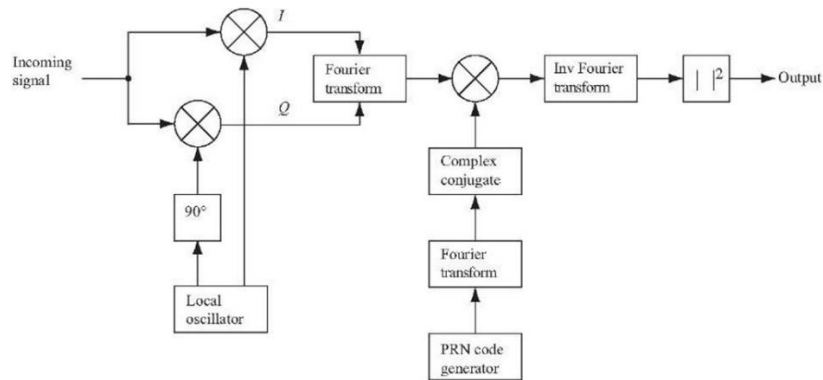 Incoming
signal
I
Q
90°
Local
oscillator
Fourier
transform
Complex
conjugate
Fourier
transform
PRN code
generator
Inv Fourier
transform
| |²
Output